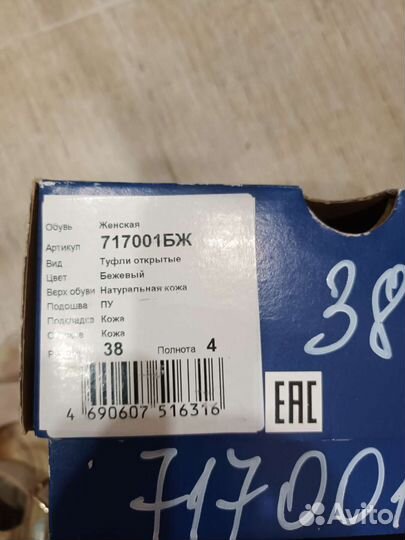 Обувь Женская
Артикул 717001БЖ
Вид Туфли открытые
Цвет Бежевый
Верх обуви Натуральная кожа
Подошва ПУ
Подкладка Кожа
Кожа
38 Полнота 4
4 690607 516316
EAC
38
717001
Avito